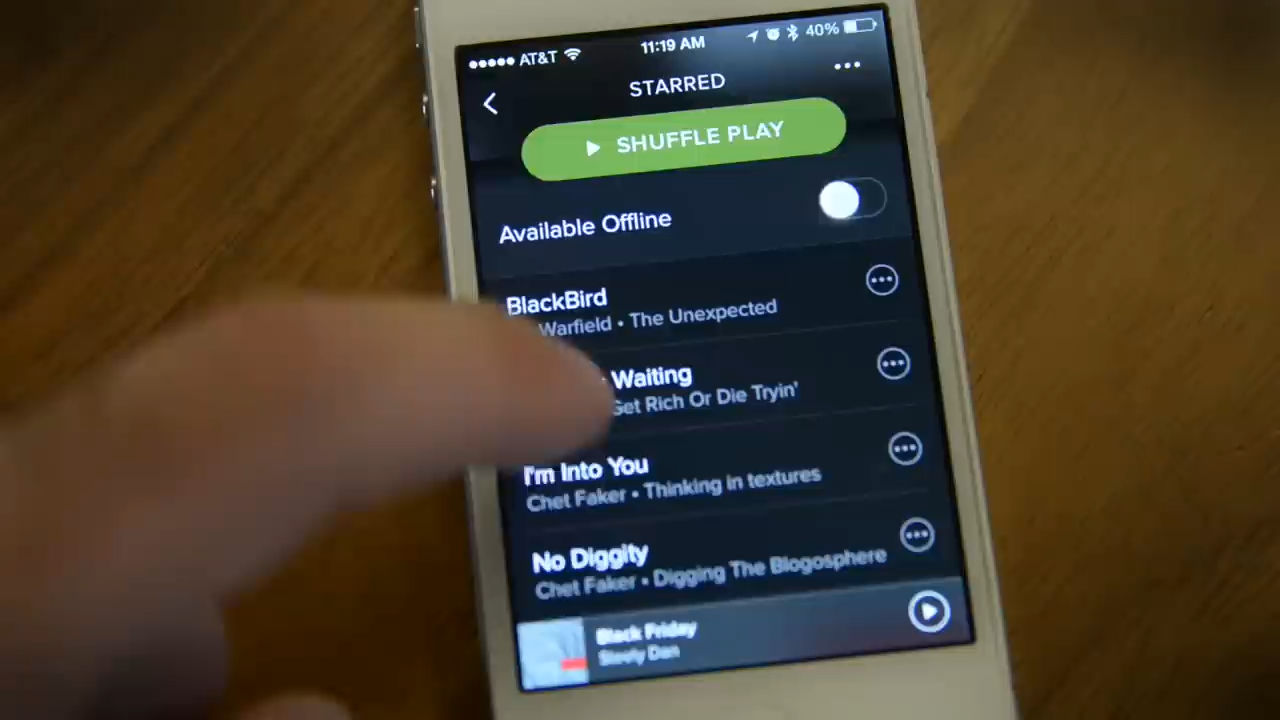 AT&T 11:19 AM 40%
STARRED
SHUFFLE PLAY
Available Offline
BlackBird
Warfield • The Unexpected
Waiting
Get Rich Or Die Tryin'
I'm Into You
Chet Faker • Thinking in textures
No Diggity
Chet Faker • Digging The Blogosphere
Black Friday
Steely Dan